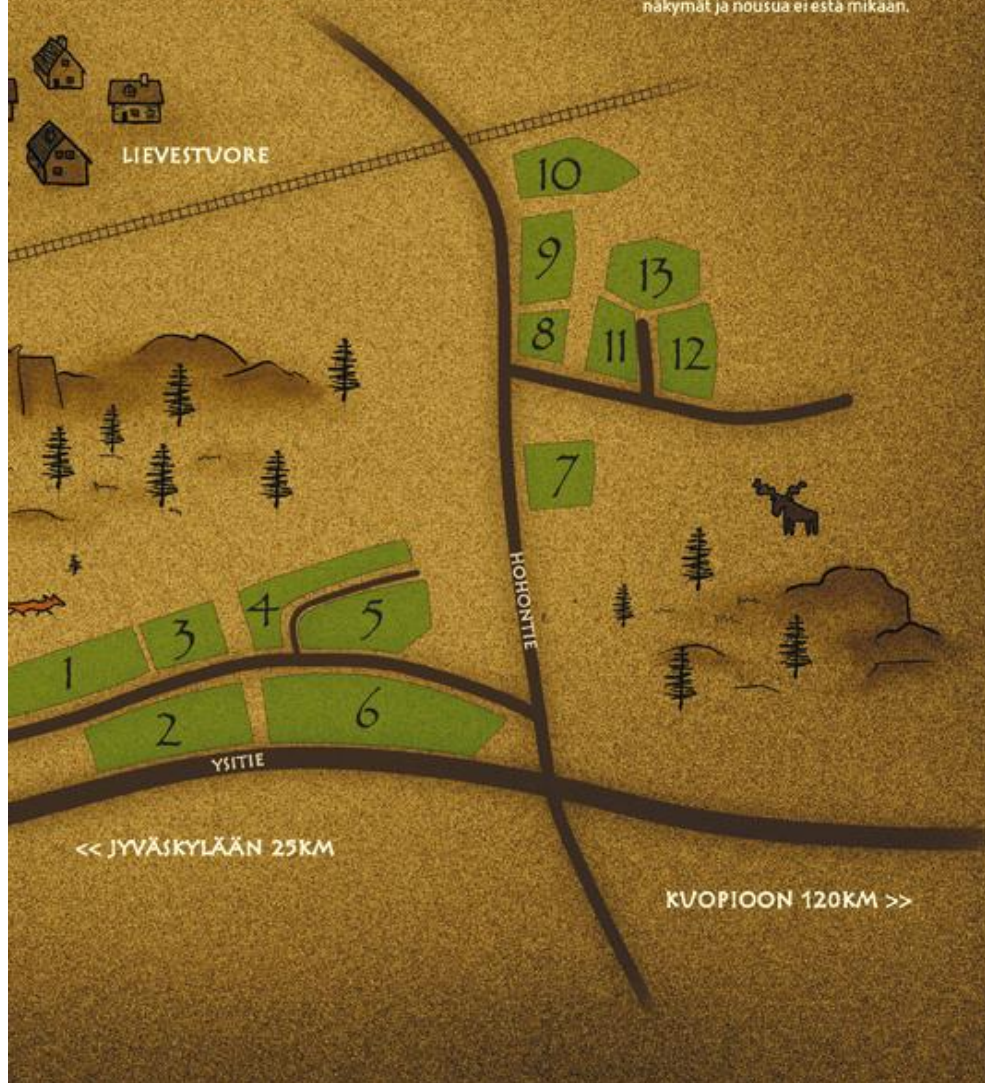 näkymät ja nousua ei estä mikään.
LIEVESTUORE
10
9
13
8
11
12
7
HOHONTIE
4
5
3
1
2
6
YSITIE
<< JYVÄSKYLÄÄN 25KM
KUOPIOON 120KM >>